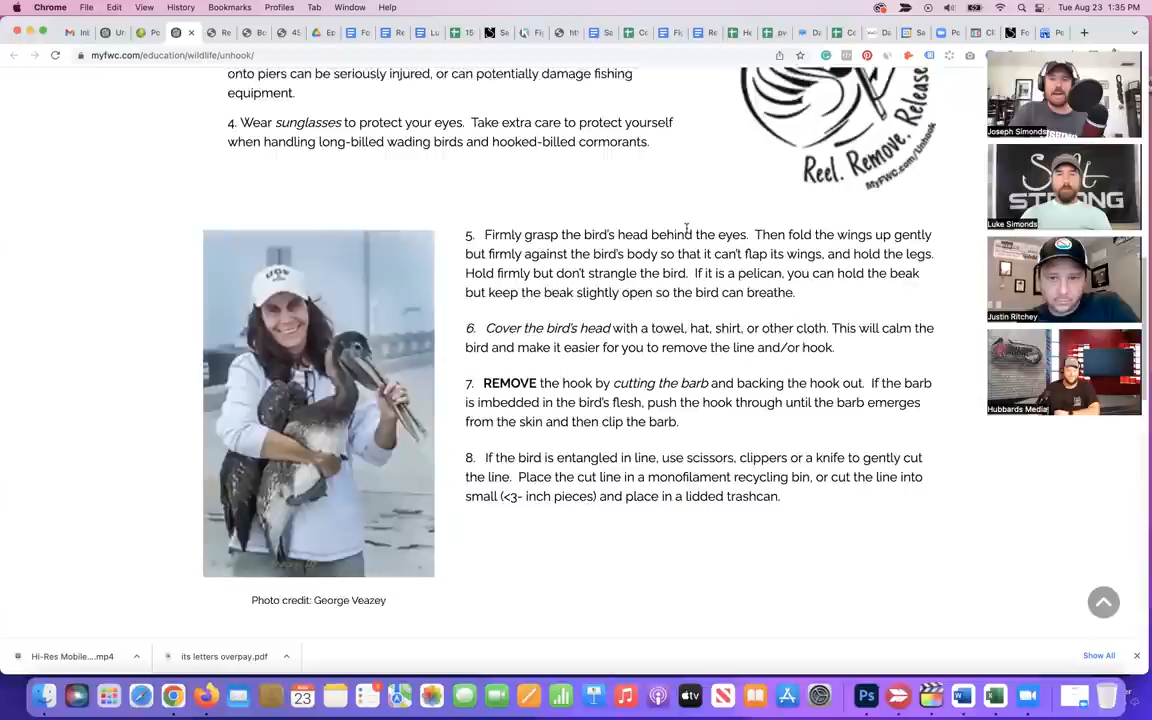 Chrome File Edit View History Bookmarks Profiles Tab Window Help Tue Aug 23 1:35 PM
myfwc.com/education/wildlife/unhook/
onto piers can be seriously injured, or can potentially damage fishing
equipment.
4. Wear sunglasses to protect your eyes. Take extra care to protect yourself
when handling long-billed wading birds and hooked-billed cormorants.
Reel. Remove. Release
MyFWC.com/Unhook
5. Firmly grasp the bird's head behind the eyes. Then fold the wings up gently
but firmly against the bird's body so that it can't flap its wings, and hold the legs.
Hold firmly but don't strangle the bird. If it is a pelican, you can hold the beak
but keep the beak slightly open so the bird can breathe.
6. Cover the bird's head with a towel, hat, shirt, or other cloth. This will calm the
bird and make it easier for you to remove the line and/or hook.
7. REMOVE the hook by cutting the barb and backing the hook out. If the barb
is imbedded in the bird's flesh, push the hook through until the barb emerges
from the skin and then clip the barb.
8. If the bird is entangled in line, use scissors, clippers or a knife to gently cut
the line. Place the cut line in a monofilament recycling bin, or cut the line into
small (<3- inch pieces) and place in a lidded trashcan.
Photo credit: George Veazey
Joseph Simonds
Salt
STRONG
Luke Simonds
Justin Ritchey
Hubbards Media
Hi-Res Mobile....mp4
its letters overpay.pdf
Show All
AUG
23
tv
Ps